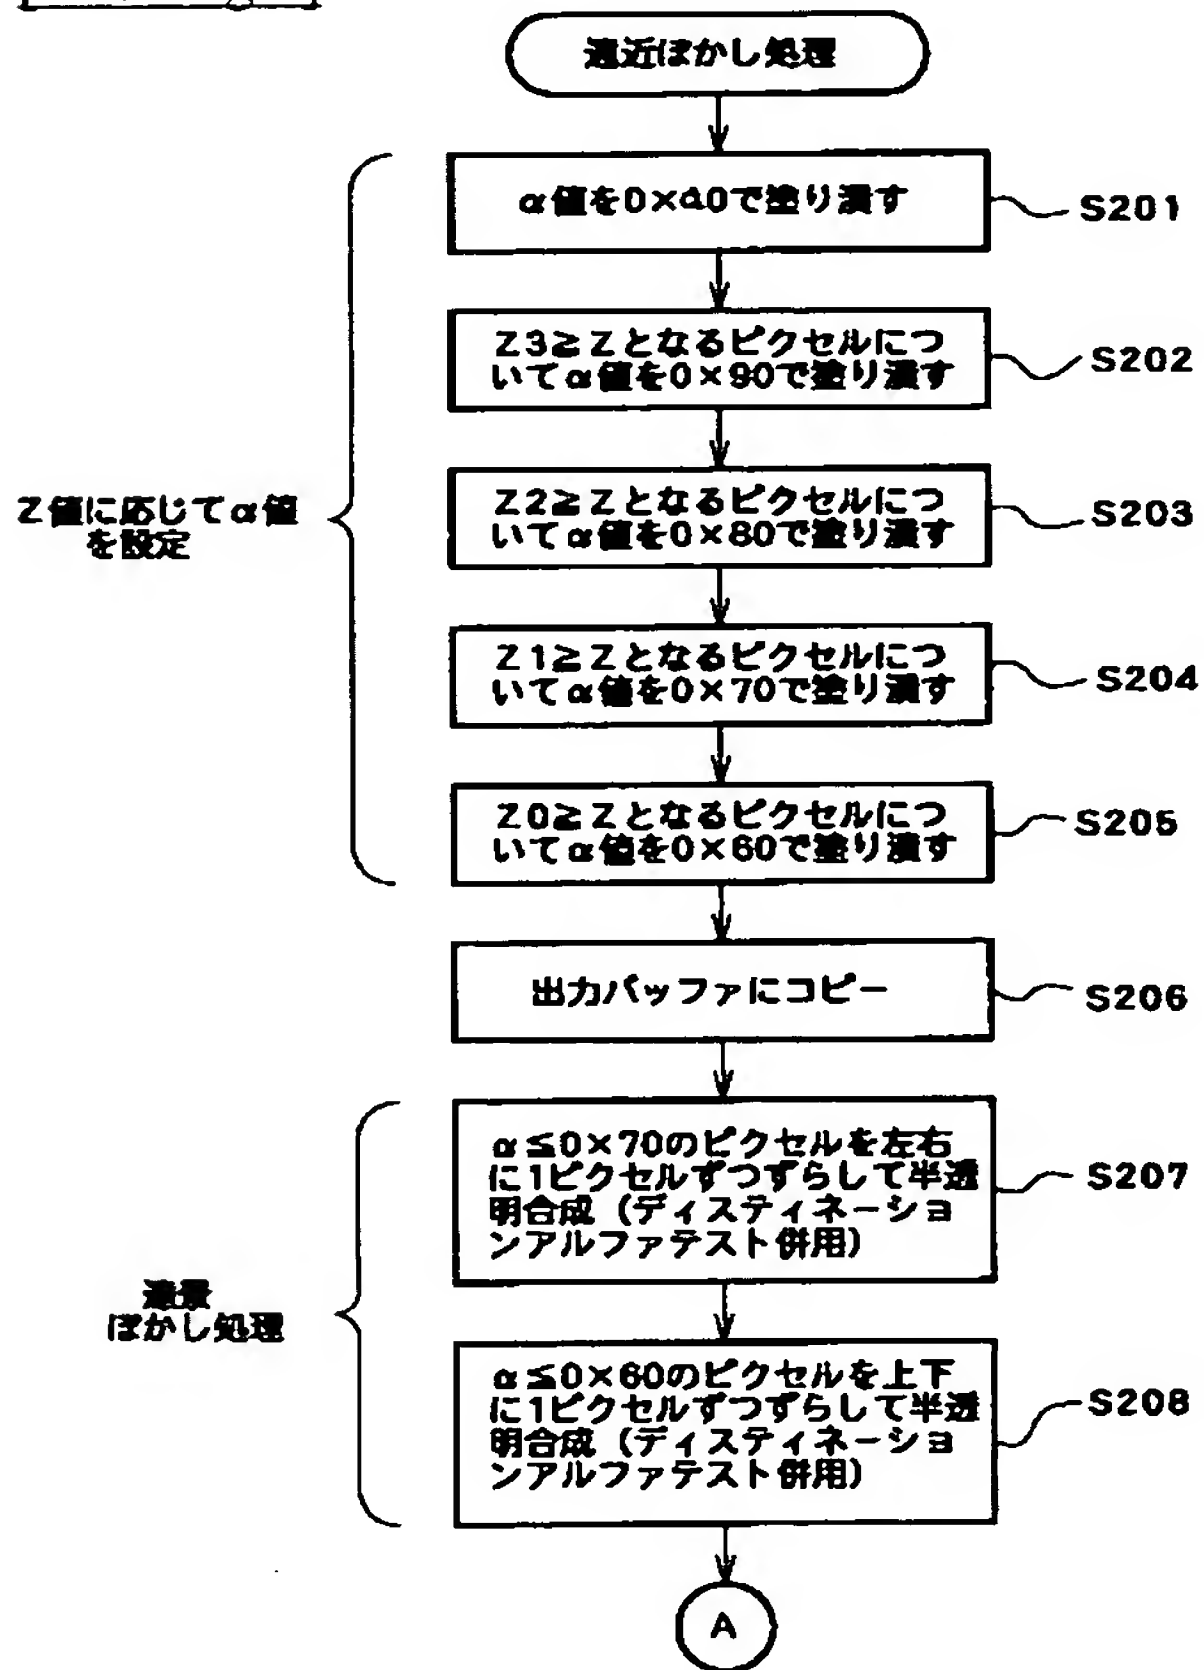 遠近ぼかし処理
α値を0×a0で塗り潰す
S201
Z3≧Zとなるピクセルにつ
いてα値を0×90で塗り潰す
S202
Z値に応じてα値
を設定
Z2≧Zとなるピクセルにつ
いてα値を0×80で塗り潰す
S203
Z1≧Zとなるピクセルにつ
いてα値を0×70で塗り潰す
S204
Z0≧Zとなるピクセルにつ
いてα値を0×60で塗り潰す
S205
出力バッファにコピー
S206
遠景
ぼかし処理
α≦0×70のピクセルを左右
に1ピクセルずつずらして半透
明合成（ディスティネーショ
ンアルファテスト併用）
S207
α≦0×60のピクセルを上下
に1ピクセルずつずらして半透
明合成（ディスティネーショ
ンアルファテスト併用）
S208
A